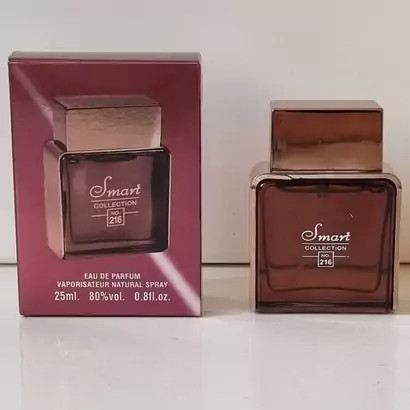 Smart
COLLECTION
NO.
216
EAU DE PARFUM
VAPORISATEUR NATURAL SPRAY
25ml. 80%vol. 0.8fl.oz.
Smart
COLLECTION
NO.
216